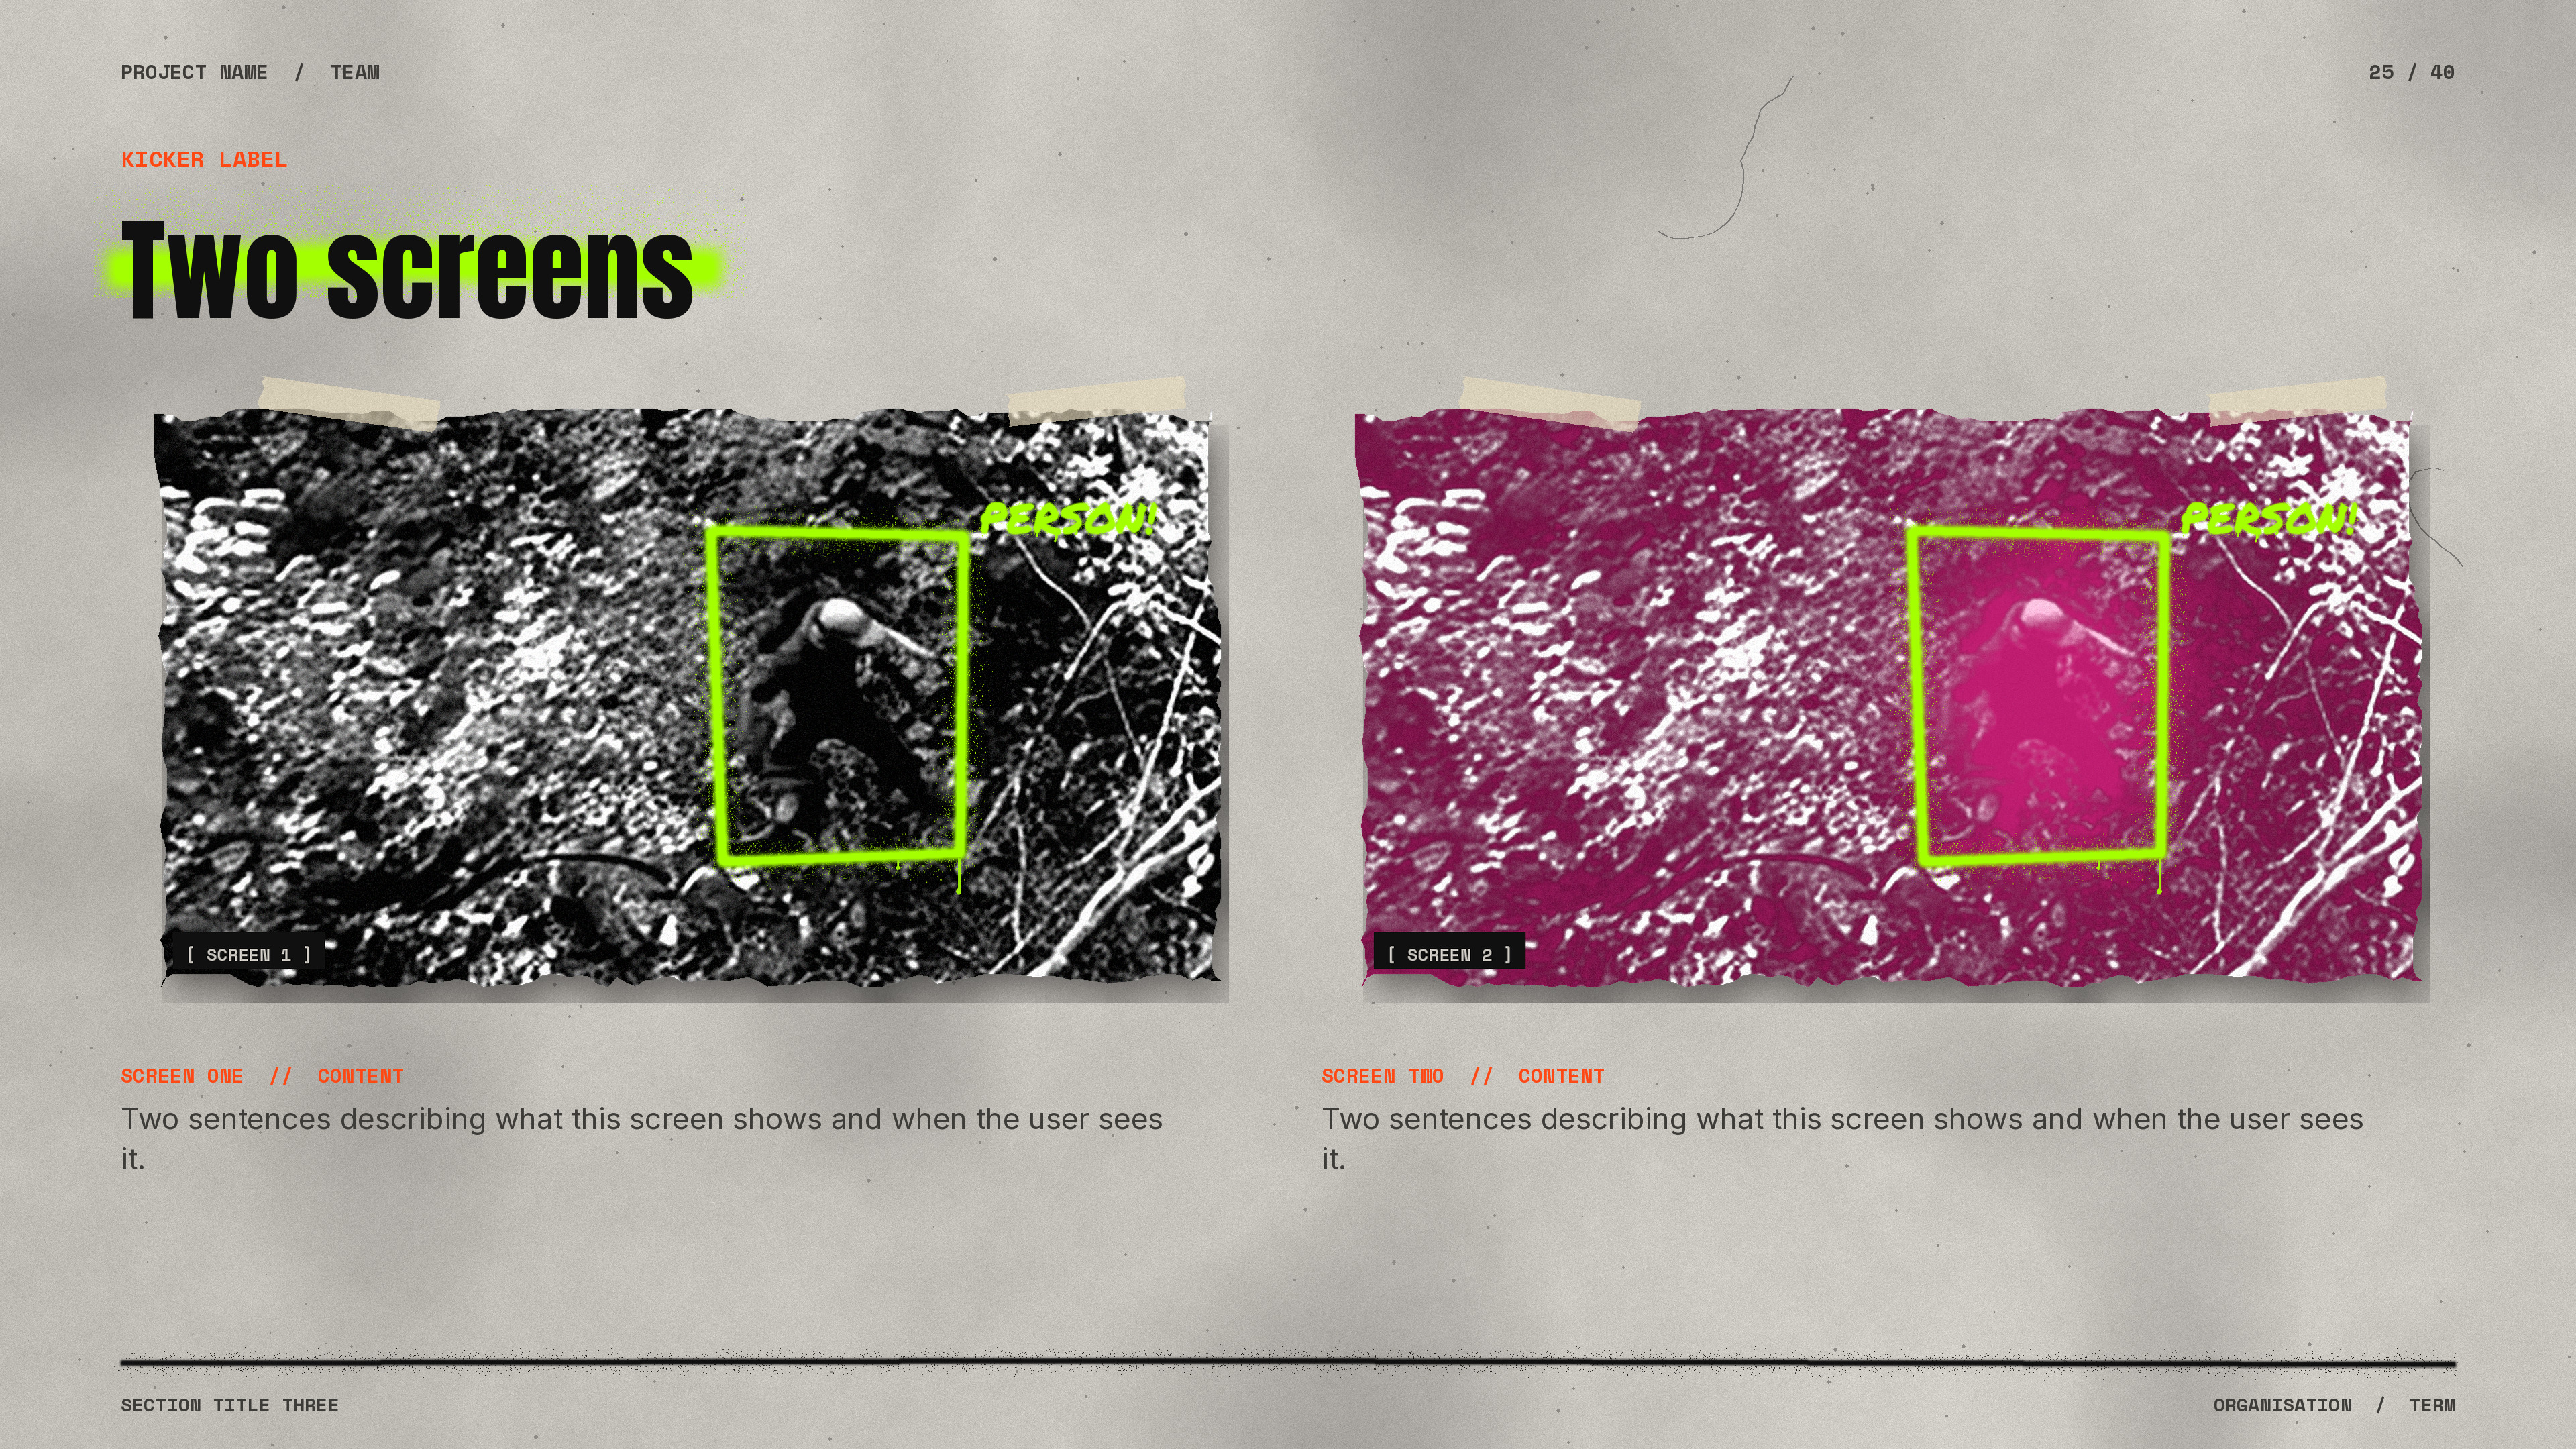 PROJECT NAME / TEAM
25 / 40
KICKER LABEL
Two screens
PERSON!
PERSON!
[ SCREEN 1 ]
[ SCREEN 2 ]
SCREEN ONE // CONTENT
Two sentences describing what this screen shows and when the user sees
it.
SCREEN TWO // CONTENT
Two sentences describing what this screen shows and when the user sees
it.
SECTION TITLE THREE
ORGANISATION / TERM